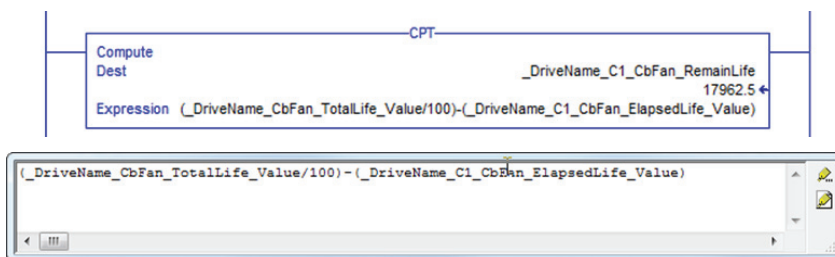 CPT
Compute
Dest _DriveName_C1_CbFan_RemainLife
17962.5
Expression (_DriveName_CbFan_TotalLife_Value/100)-(_DriveName_C1_CbFan_ElapsedLife_Value)
(_DriveName_CbFan_TotalLife_Value/100)-(_DriveName_C1_CbFan_ElapsedLife_Value)